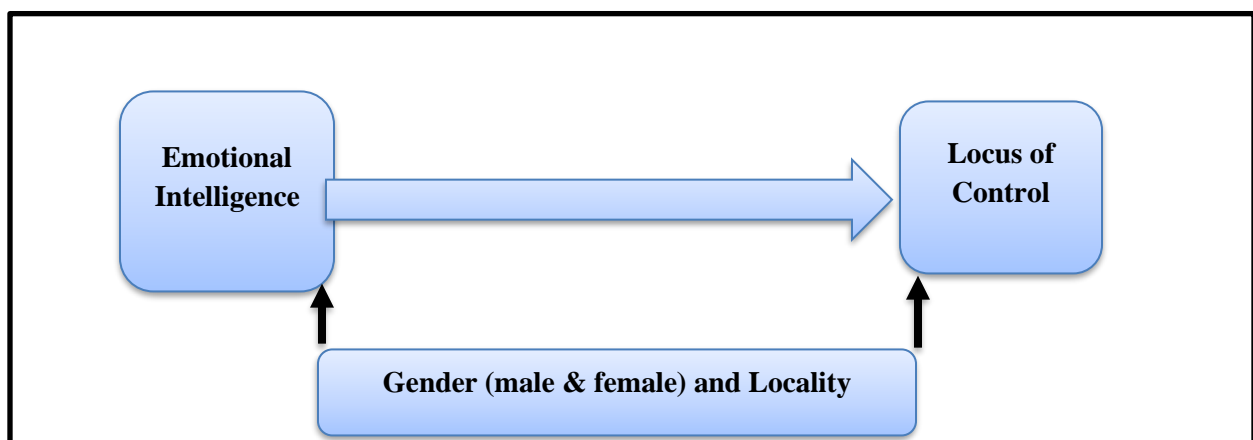 Emotional
Intelligence
Locus of
Control
Gender (male & female) and Locality